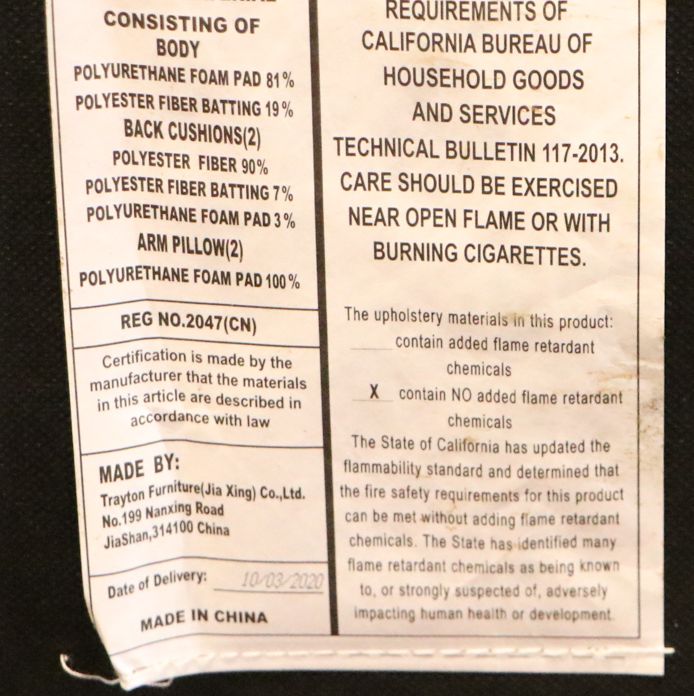 CONSISTING OF
BODY
POLYURETHANE FOAM PAD 81%
POLYESTER FIBER BATTING 19%
BACK CUSHIONS(2)
POLYESTER FIBER 90%
POLYESTER FIBER BATTING 7%
POLYURETHANE FOAM PAD 3%
ARM PILLOW(2)
POLYURETHANE FOAM PAD 100%
REG NO.2047(CN)
Certification is made by the
manufacturer that the materials
in this article are described in
accordance with law
MADE BY:
Trayton Furniture(Jia Xing) Co.,Ltd.
No.199 Nanxing Road
JiaShan,314100 China
Date of Delivery: 10/03/2020
MADE IN CHINA
REQUIREMENTS OF
CALIFORNIA BUREAU OF
HOUSEHOLD GOODS
AND SERVICES
TECHNICAL BULLETIN 117-2013.
CARE SHOULD BE EXERCISED
NEAR OPEN FLAME OR WITH
BURNING CIGARETTES.
The upholstery materials in this product:
contain added flame retardant
chemicals
X contain NO added flame retardant
chemicals
The State of California has updated the
flammability standard and determined that
the fire safety requirements for this product
can be met without adding flame retardant
chemicals. The State has identified many
flame retardant chemicals as being known
to, or strongly suspected of, adversely
impacting human health or development.